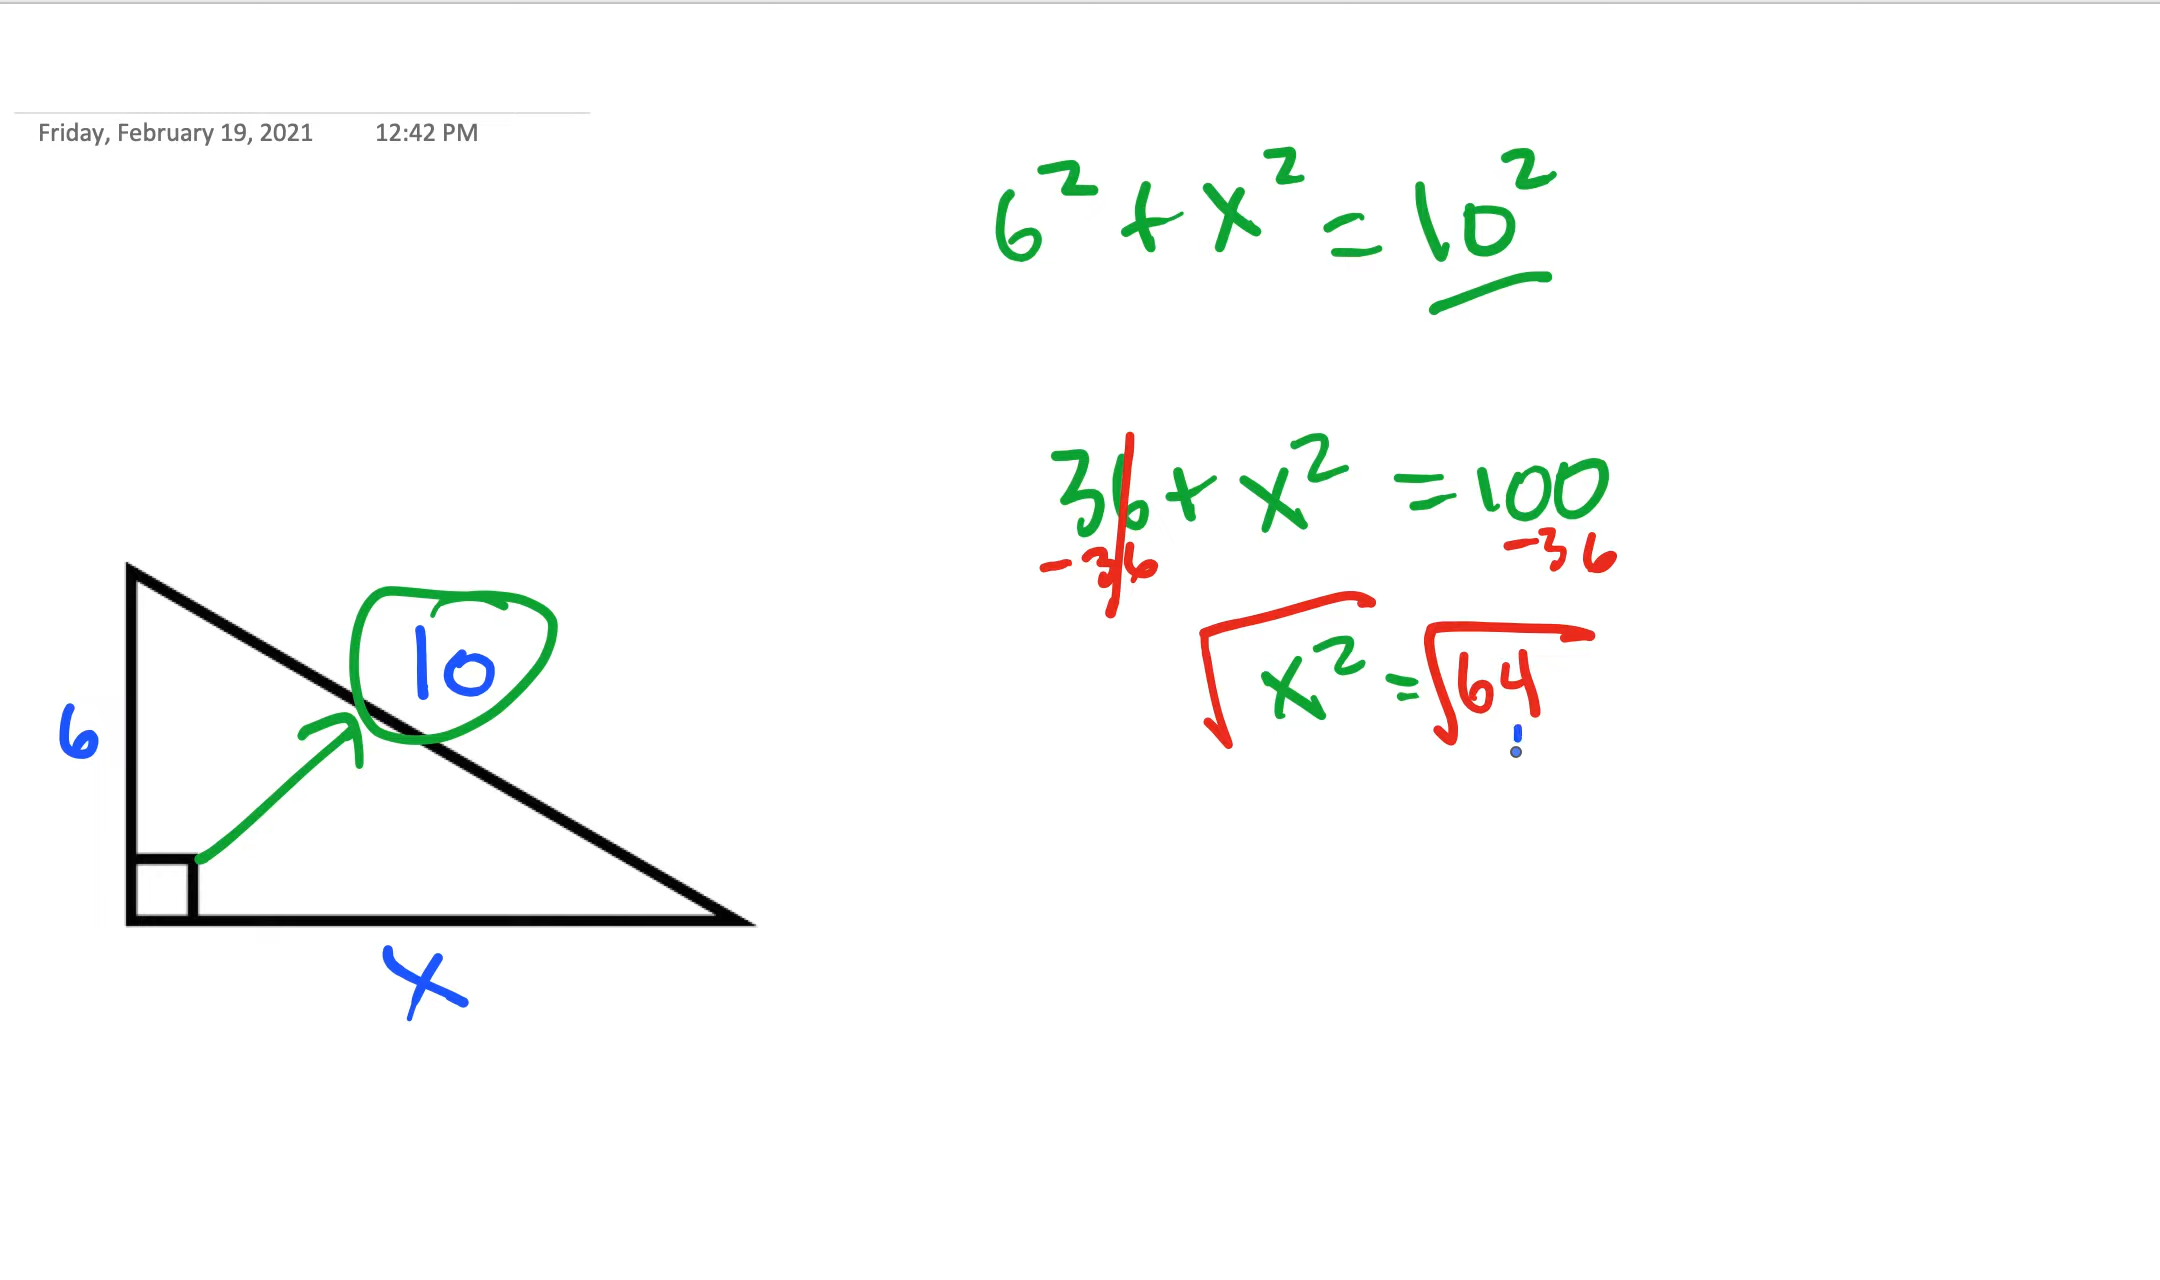 Friday, February 19, 2021 12:42 PM
6² + x² = 10²
36 + x² = 100
-36 -36
√x² = √64
10
6
x